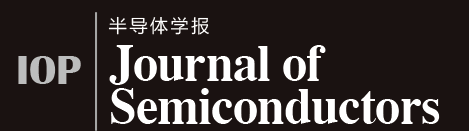 IOP
半导体学报
Journal of
Semiconductors